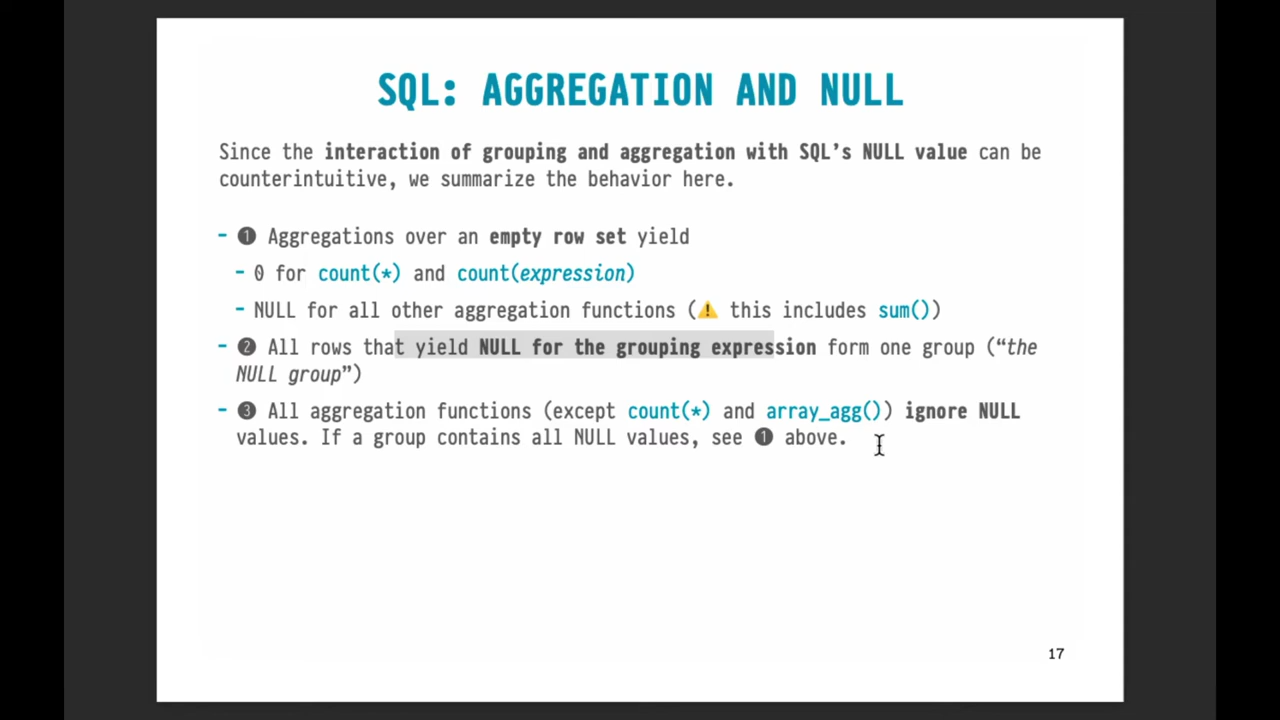 SQL: AGGREGATION AND NULL
Since the interaction of grouping and aggregation with SQL’s NULL value can be
counterintuitive, we summarize the behavior here.
- ❶ Aggregations over an empty row set yield
- 0 for count(*) and count(expression)
- NULL for all other aggregation functions (⚠️ this includes sum())
- ❷ All rows that yield NULL for the grouping expression form one group (“the
NULL group”)
- ❸ All aggregation functions (except count(*) and array_agg()) ignore NULL
values. If a group contains all NULL values, see ❶ above.
17